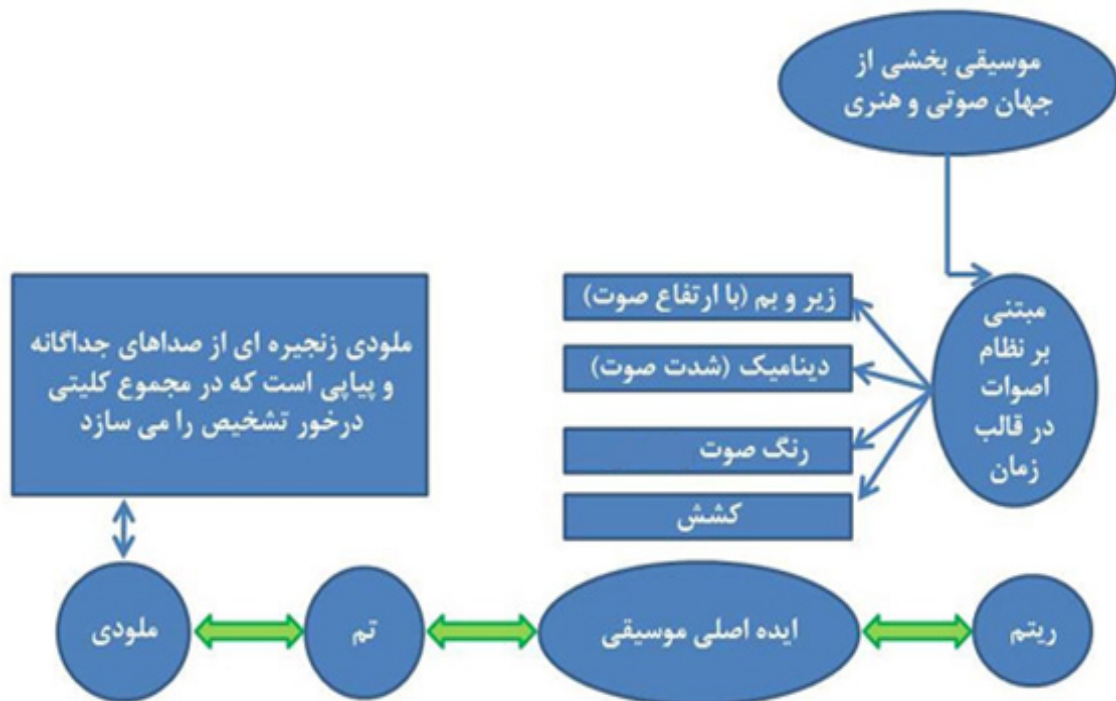 موسیقی بخشی از
جهان صوتی و هنری
مبتنی
بر نظام
اصوات
در قالب
زمان
زیر و بم (با ارتفاع صوت)
دینامیک (شدت صوت)
رنگ صوت
کشش
ملودی زنجیره ای از صداهای جداگانه
و پیاپی است که در مجموع کلیتی
درخور تشخیص را می سازد
ریتم
ایده اصلی موسیقی
تم
ملودی